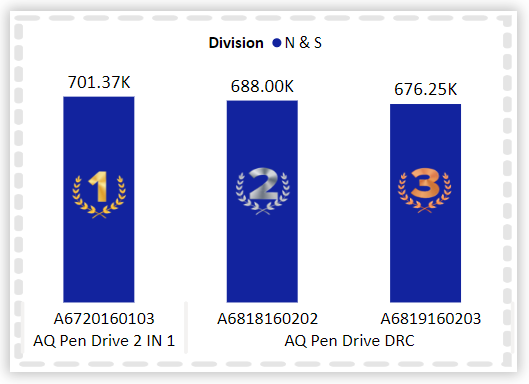 Division N & S
701.37K
688.00K
676.25K
1
2
3
A6720160103
A6818160202
A6819160203
AQ Pen Drive 2 IN 1
AQ Pen Drive DRC